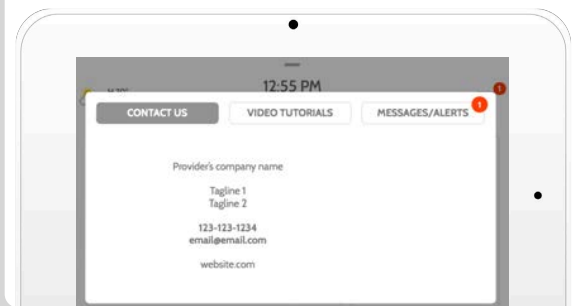 12:55 PM
1
CONTACT US
VIDEO TUTORIALS
MESSAGES/ALERTS
1
Provider's company name
Tagline 1
Tagline 2
123-123-1234
email@email.com
website.com